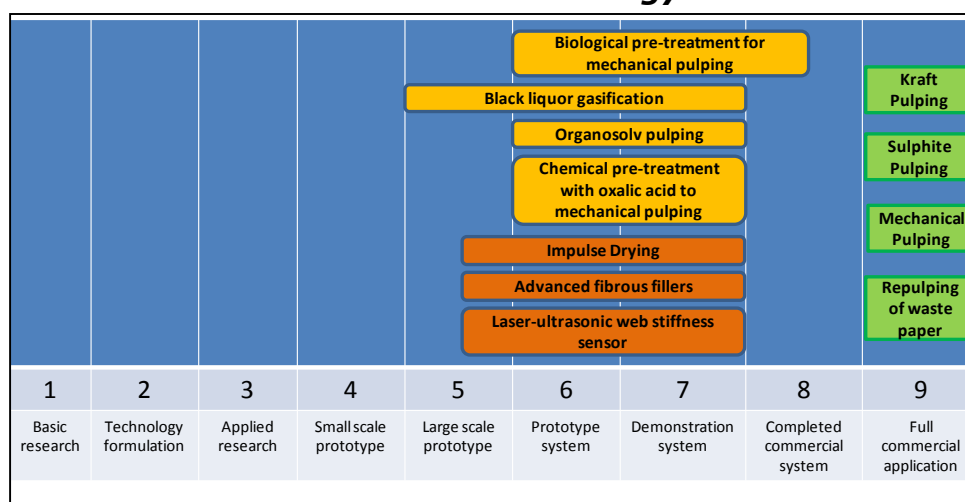 Biological pre-treatment for
mechanical pulping
Black liquor gasification
Organosolv pulping
Chemical pre-treatment
with oxalic acid to
mechanical pulping
Impulse Drying
Advanced fibrous fillers
Laser-ultrasonic web stiffness
sensor
Kraft
Pulping
Sulphite
Pulping
Mechanical
Pulping
Repulping
of waste
paper
1 2 3 4 5 6 7 8 9
Basic
research
Technology
formulation
Applied
research
Small scale
prototype
Large scale
prototype
Prototype
system
Demonstration
system
Completed
commercial
system
Full
commercial
application